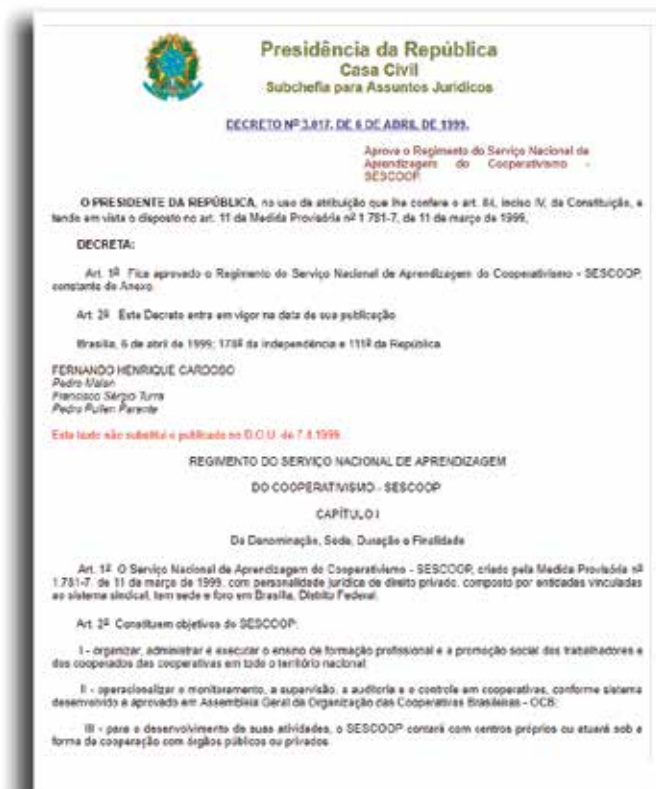 Presidência da República
Casa Civil
Subchefia para Assuntos Jurídicos
DECRETO Nº 3.017, DE 6 DE ABRIL DE 1999.
Aprova o Regimento do Serviço Nacional de
Aprendizagem do Cooperativismo -
SESCOOP.
O PRESIDENTE DA REPÚBLICA, no uso da atribuição que lhe confere o art. 84, inciso IV, da Constituição, e
tendo em vista o disposto no art. 11 da Medida Provisória nº 1.781-7, de 11 de março de 1999,
DECRETA:
Art. 1º Fica aprovado o Regimento do Serviço Nacional de Aprendizagem do Cooperativismo - SESCOOP,
constante do Anexo.
Art. 2º Este Decreto entra em vigor na data de sua publicação
Brasília, 6 de abril de 1999; 178º da Independência e 111º da República
FERNANDO HENRIQUE CARDOSO
Pedro Malan
Francisco Sérgio Turra
Pedro Pullen Parente
Este texto não substitui o publicado no D.O.U. de 7.4.1999
REGIMENTO DO SERVIÇO NACIONAL DE APRENDIZAGEM
DO COOPERATIVISMO - SESCOOP
CAPÍTULO I
Da Denominação, Sede, Duração e Finalidade
Art. 1º O Serviço Nacional de Aprendizagem do Cooperativismo - SESCOOP, criado pela Medida Provisória nº
1.781-7, de 11 de março de 1999, com personalidade jurídica de direito privado, composto por entidades vinculadas
ao sistema sindical, tem sede e foro em Brasília, Distrito Federal.
Art. 2º Constituem objetivos do SESCOOP:
I - organizar, administrar e executar o ensino de formação profissional e a promoção social dos trabalhadores e
dos cooperados das cooperativas em todo o território nacional
II - operacionalizar o monitoramento, a supervisão, a auditoria e o controle em cooperativas, conforme sistema
desenvolvido e aprovado em Assembleia Geral da Organização das Cooperativas Brasileiras - OCB;
III - para o desenvolvimento de suas atividades, o SESCOOP contará com centros próprios ou atuará sob a
forma de cooperação com órgãos públicos ou privados.